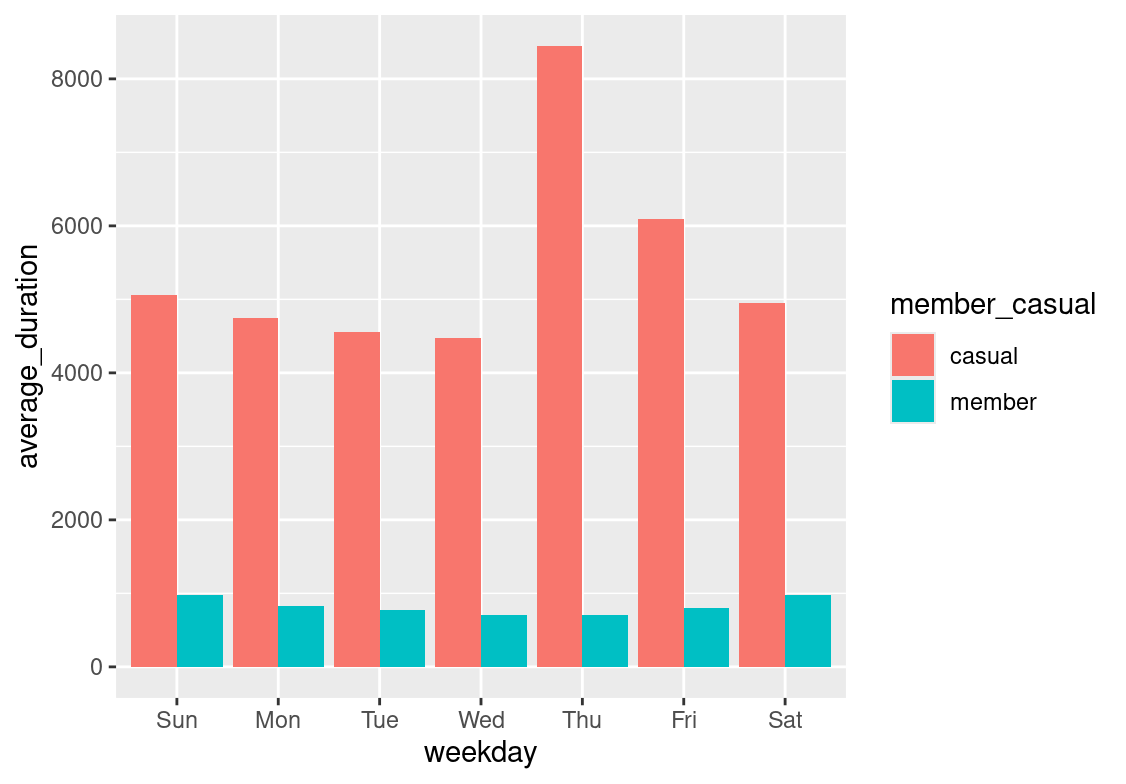 8000
6000
4000
2000
0
average_duration
Sun Mon Tue Wed Thu Fri Sat
weekday
member_casual
casual
member